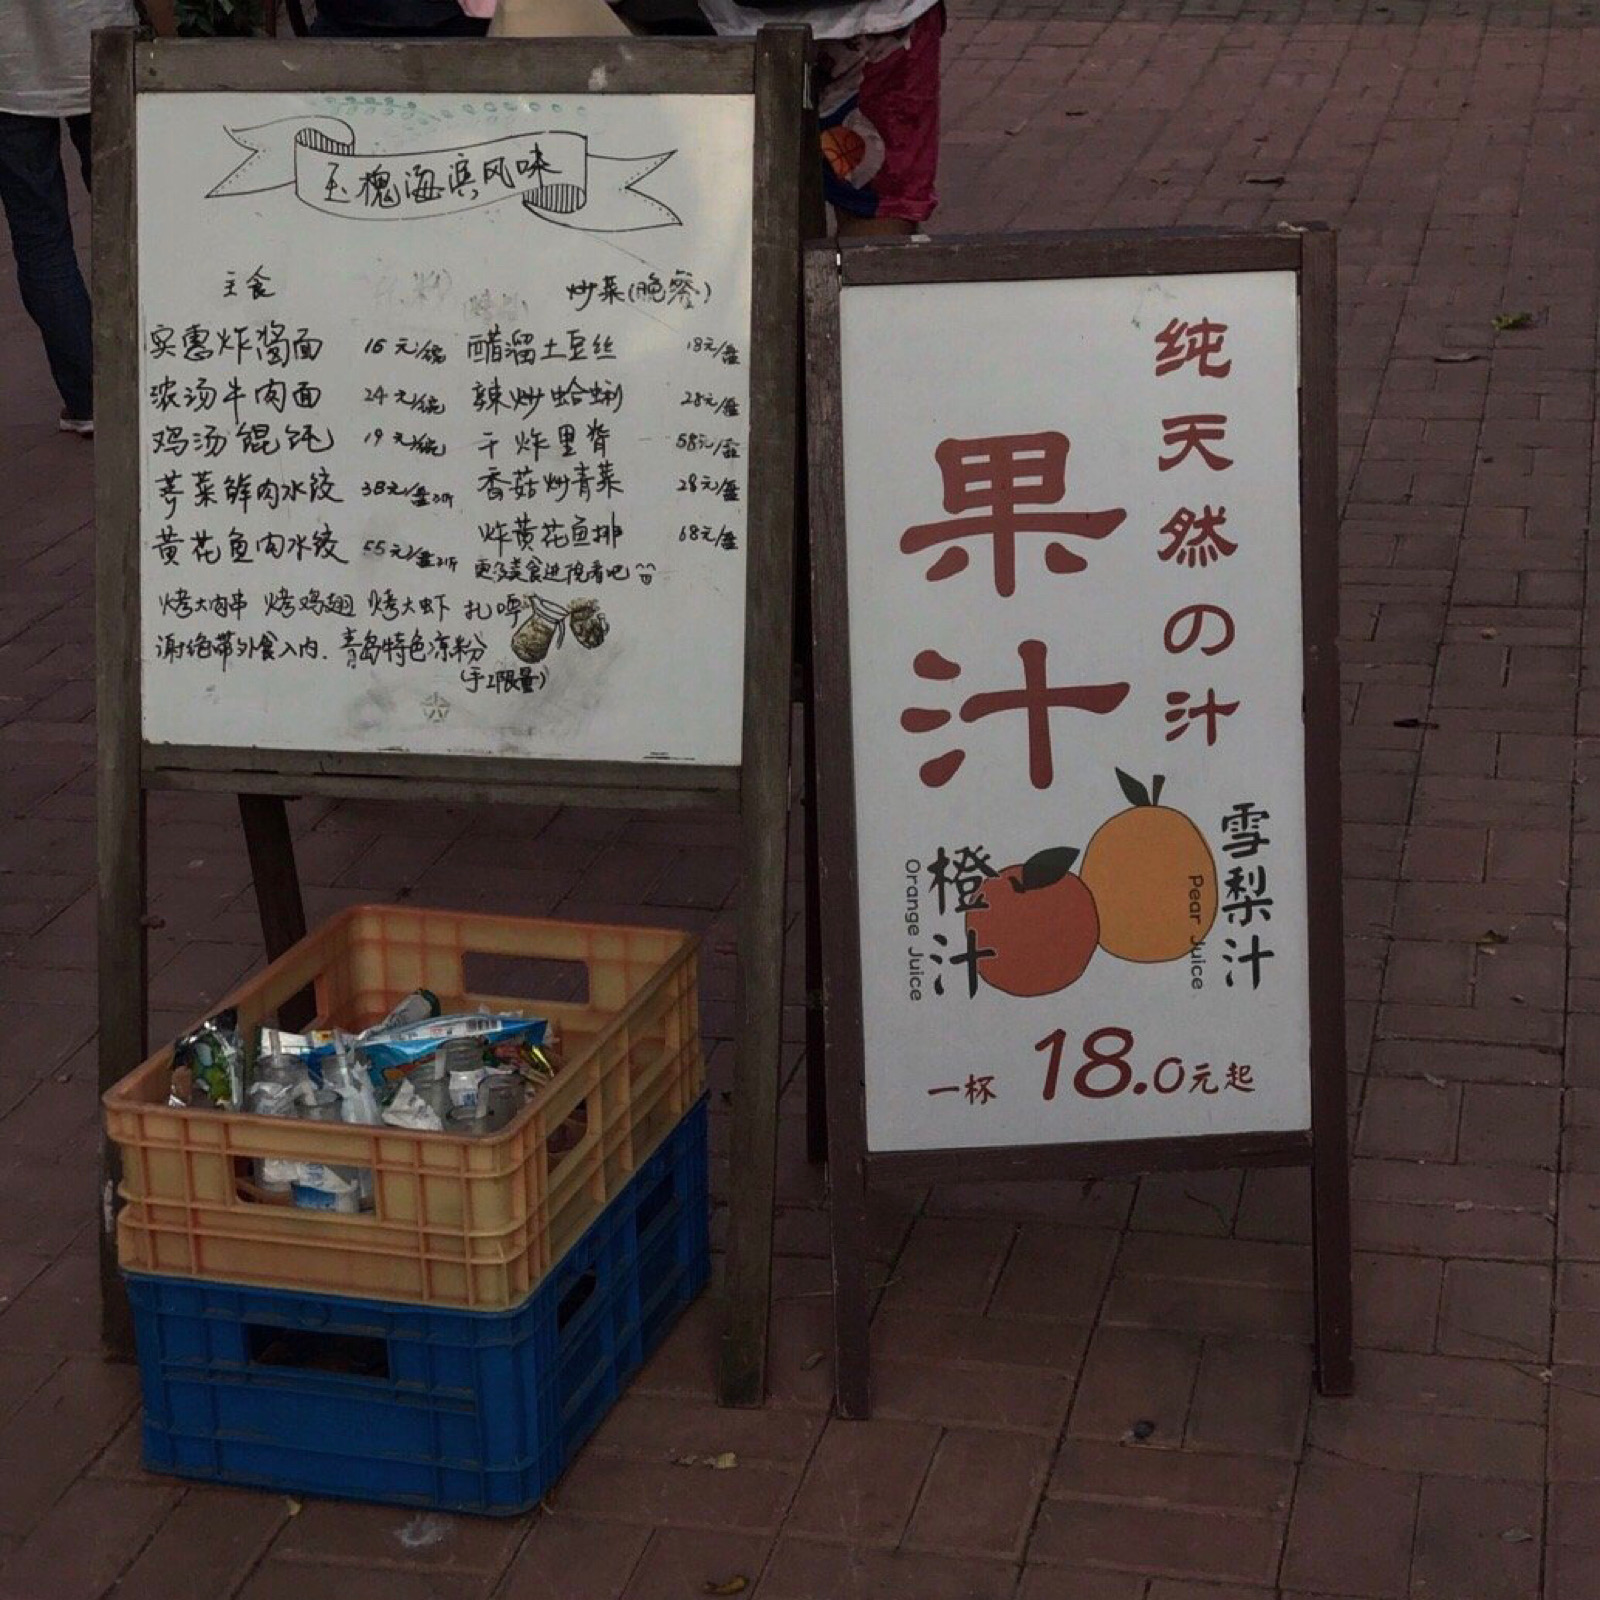 玉槐海滨风味
主食
实惠炸酱面 16元/碗
浓汤牛肉面 24元/碗
鸡汤馄饨 19元/碗
荠菜鲜肉水饺 38元/盘
黄花鱼肉水饺 55元/盘
炒菜(晚餐)
醋溜土豆丝 18元/盘
辣炒蛤蜊 28元/盘
干炸里脊 58元/盘
香菇炒青菜 28元/盘
炸黄花鱼排 68元/盘
更多美食进院看吧
烤大肉串 烤鸡翅 烤大虾 扎啤
谢绝带外食入内. 青岛特色凉粉
(手工限量)
纯天然の汁
果汁
橙汁
Orange Juice
雪梨汁
Pear Juice
一杯 18.0元起